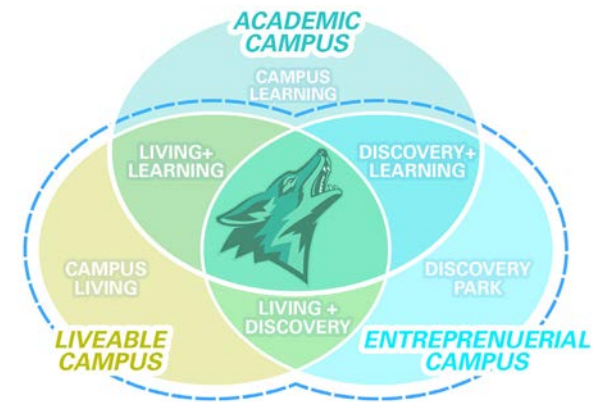 ACADEMIC
CAMPUS
CAMPUS
LEARNING
LIVING+
LEARNING
DISCOVERY+
LEARNING
CAMPUS
LIVING
DISCOVERY
PARK
LIVING +
DISCOVERY
LIVEABLE
CAMPUS
ENTREPRENUERIAL
CAMPUS